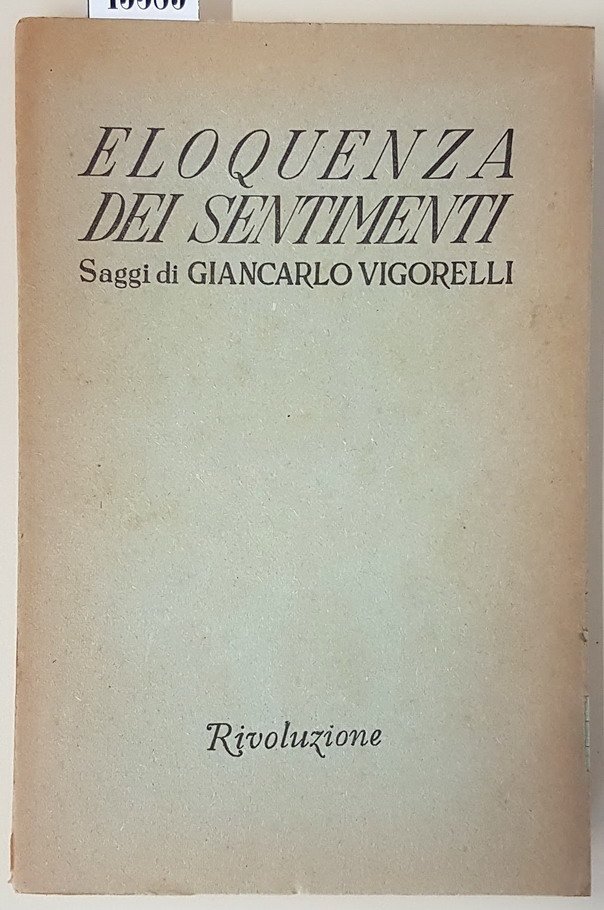 ELOQUENZA
DEI SENTIMENTI
Saggi di GIANCARLO VIGORELLI
Rivoluzione